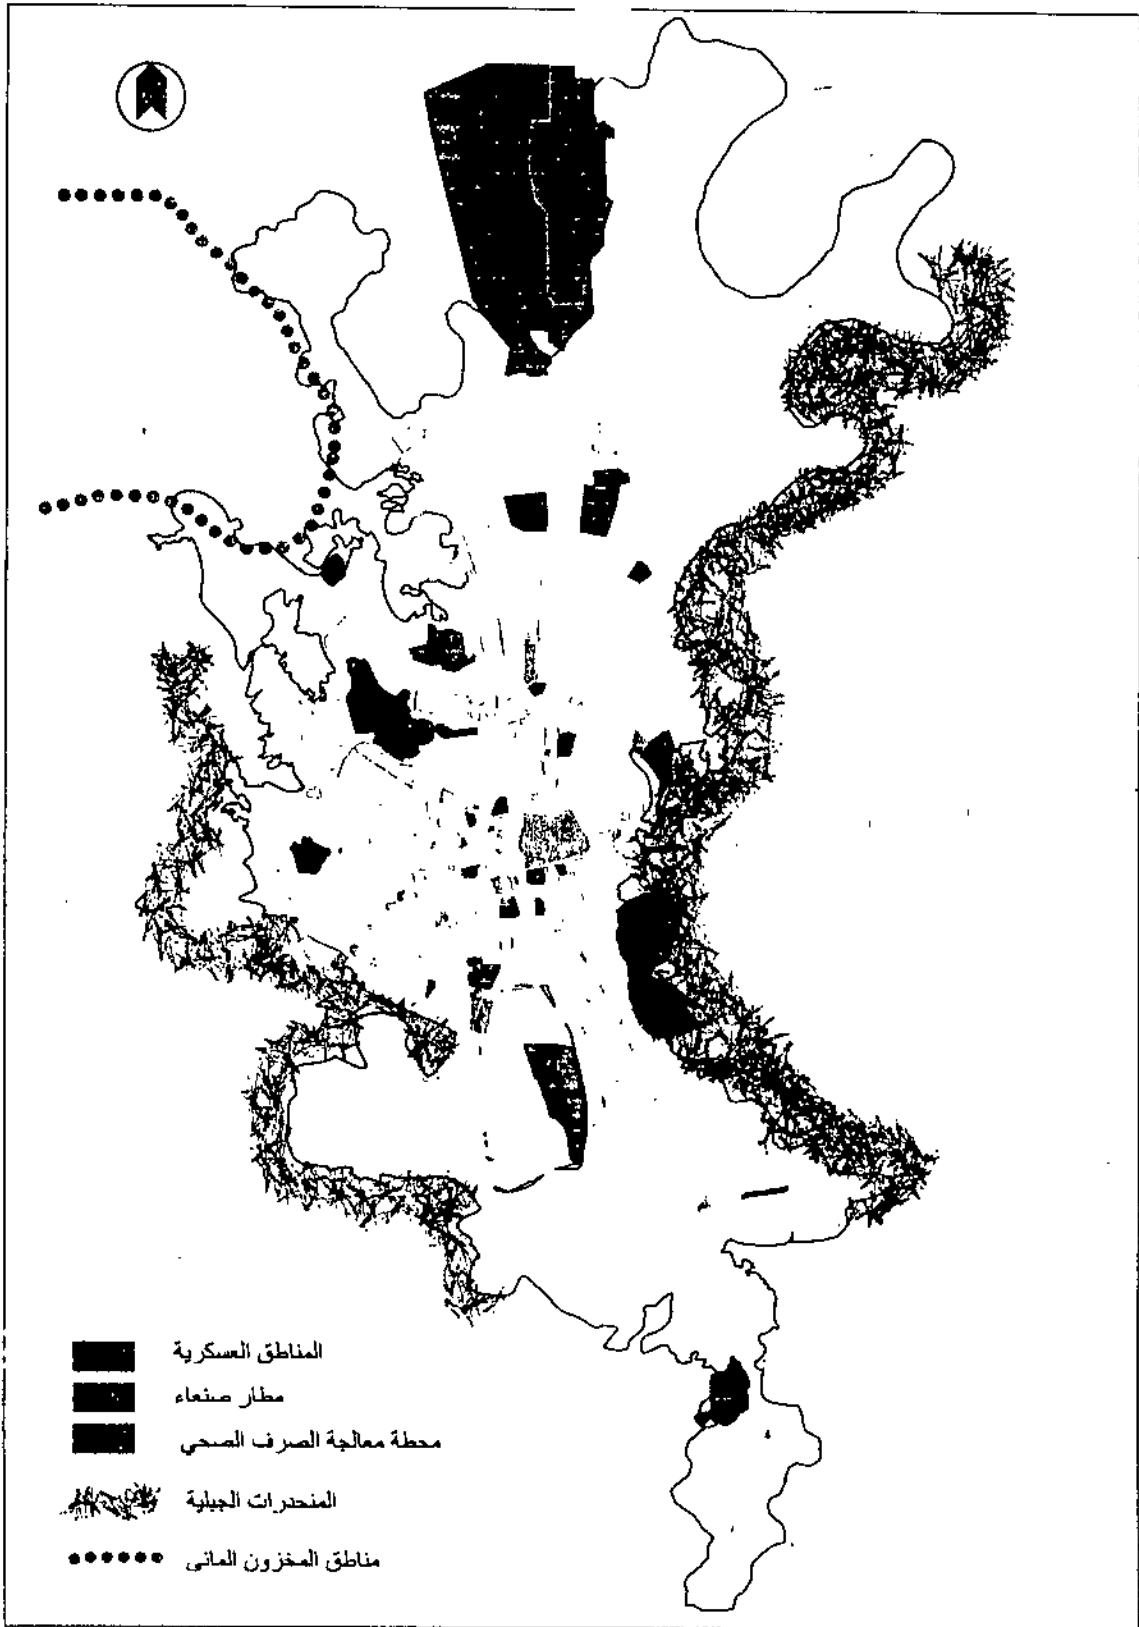 المناطق العسكرية
مطار صنعاء
محطة معالجة الصرف الصحي
المنحدرات الجبلية
مناطق المخزون المائى